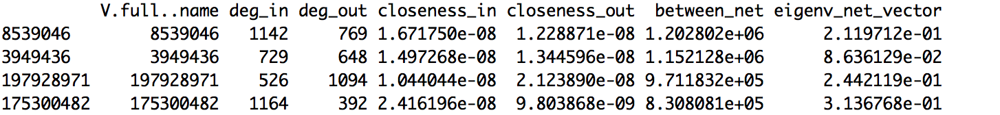 V.full..name deg_in deg_out closeness_in closeness_out between_net eigenv_net_vector
8539046 8539046 1142 769 1.671750e-08 1.228871e-08 1.202802e+06 2.119712e-01
3949436 3949436 729 648 1.497268e-08 1.344596e-08 1.152128e+06 8.636129e-02
197928971 197928971 526 1094 1.044044e-08 2.123890e-08 9.711832e+05 2.442119e-01
175300482 175300482 1164 392 2.416196e-08 9.803868e-09 8.308081e+05 3.136768e-01